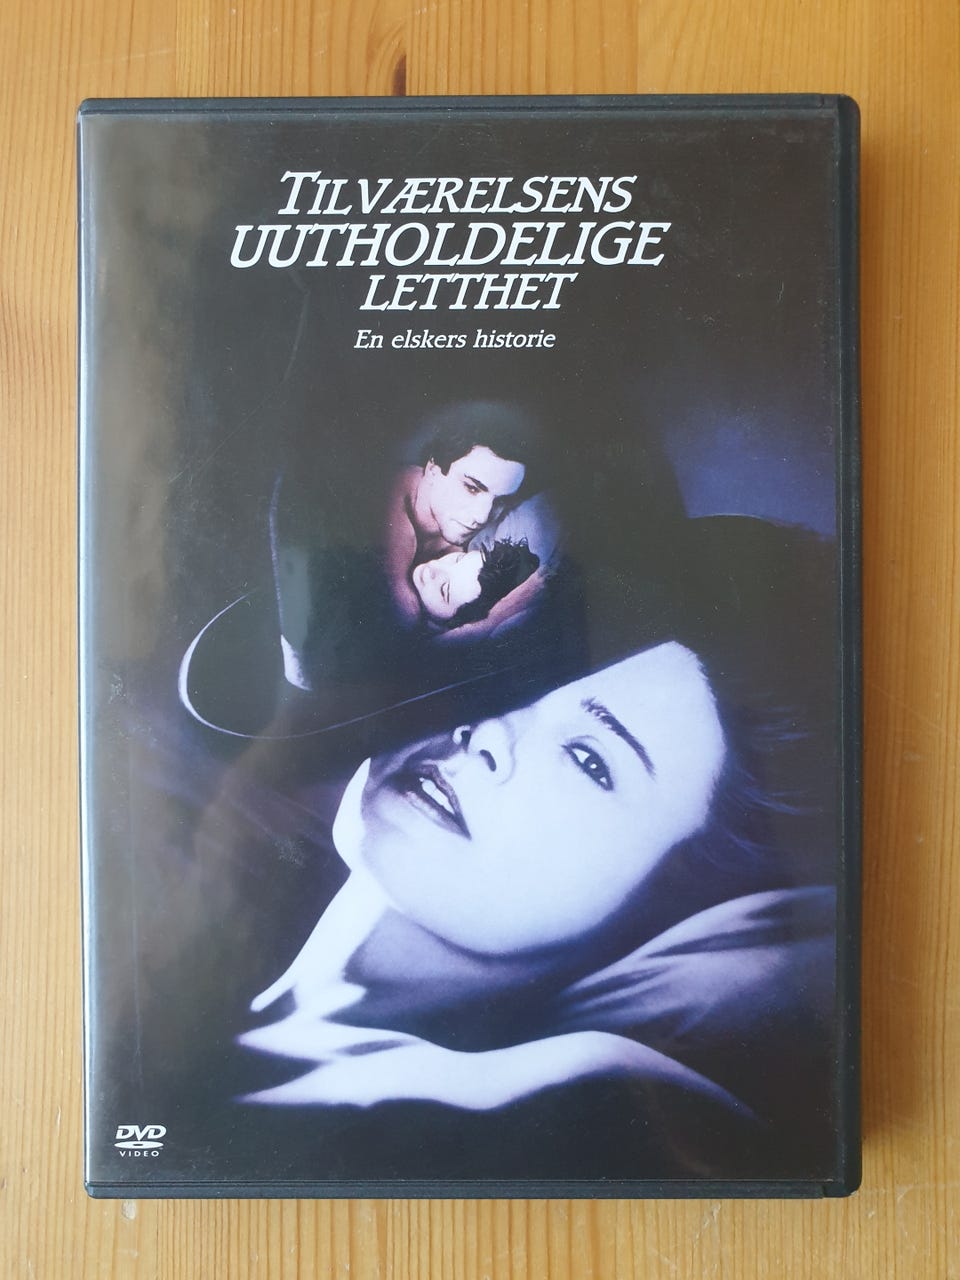 TILVÆRELSENS
UUTHOLDELIGE
LETTHET
En elskers historie
DVD
VIDEO